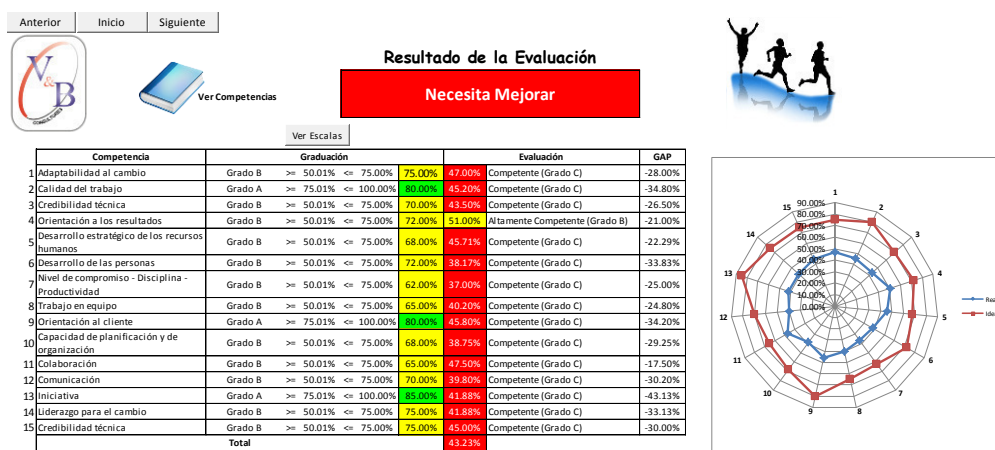 Anterior Inicio Siguiente
V&B
CONSULTORES
Ver Competencias
Resultado de la Evaluación
Necesita Mejorar
Ver Escalas
Competencia Graduación Evaluación GAP
1 Adaptabilidad al cambio Grado B >= 50.01% <= 75.00% 75.00% 47.00% Competente (Grado C) -28.00%
2 Calidad del trabajo Grado A >= 75.01% <= 100.00% 80.00% 45.20% Competente (Grado C) -34.80%
3 Credibilidad técnica Grado B >= 50.01% <= 75.00% 70.00% 43.50% Competente (Grado C) -26.50%
4 Orientación a los resultados Grado B >= 50.01% <= 75.00% 72.00% 51.00% Altamente Competente (Grado B) -21.00%
5 Desarrollo estratégico de los recursos
humanos Grado B >= 50.01% <= 75.00% 68.00% 45.71% Competente (Grado C) -22.29%
6 Desarrollo de las personas Grado B >= 50.01% <= 75.00% 72.00% 38.17% Competente (Grado C) -33.83%
7 Nivel de compromiso - Disciplina -
Productividad Grado B >= 50.01% <= 75.00% 62.00% 37.00% Competente (Grado C) -25.00%
8 Trabajo en equipo Grado B >= 50.01% <= 75.00% 65.00% 40.20% Competente (Grado C) -24.80%
9 Orientación al cliente Grado A >= 75.01% <= 100.00% 80.00% 45.80% Competente (Grado C) -34.20%
10 Capacidad de planificación y de
organización Grado B >= 50.01% <= 75.00% 68.00% 38.75% Competente (Grado C) -29.25%
11 Colaboración Grado B >= 50.01% <= 75.00% 65.00% 47.50% Competente (Grado C) -17.50%
12 Comunicación Grado B >= 50.01% <= 75.00% 70.00% 39.80% Competente (Grado C) -30.20%
13 Iniciativa Grado A >= 75.01% <= 100.00% 85.00% 41.88% Competente (Grado C) -43.13%
14 Liderazgo para el cambio Grado B >= 50.01% <= 75.00% 75.00% 41.88% Competente (Grado C) -33.13%
15 Credibilidad técnica Grado B >= 50.01% <= 75.00% 75.00% 45.00% Competente (Grado C) -30.00%
Total 43.23%
90.00%
80.00%
70.00%
60.00%
50.00%
40.00%
30.00%
20.00%
10.00%
0.00%
1
2
3
4
5
6
7
8
9
10
11
12
13
14
15
Res
Ide